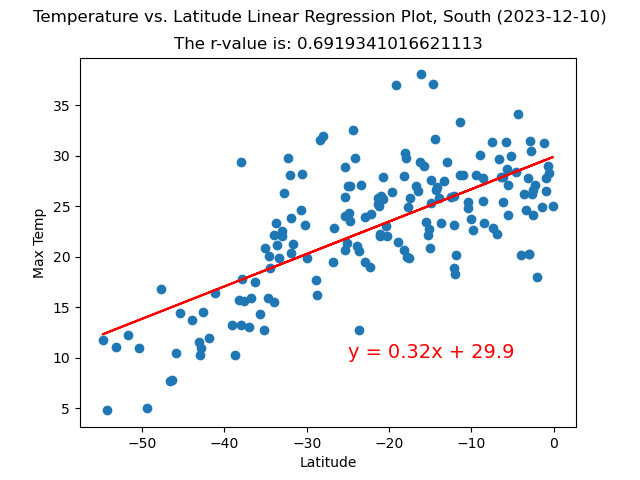 Temperature vs. Latitude Linear Regression Plot, South (2023-12-10)
The r-value is: 0.6919341016621113
35
30
25
20
15
10
5
Max Temp
y = 0.32x + 29.9
−50
−40
−30
−20
−10
0
Latitude